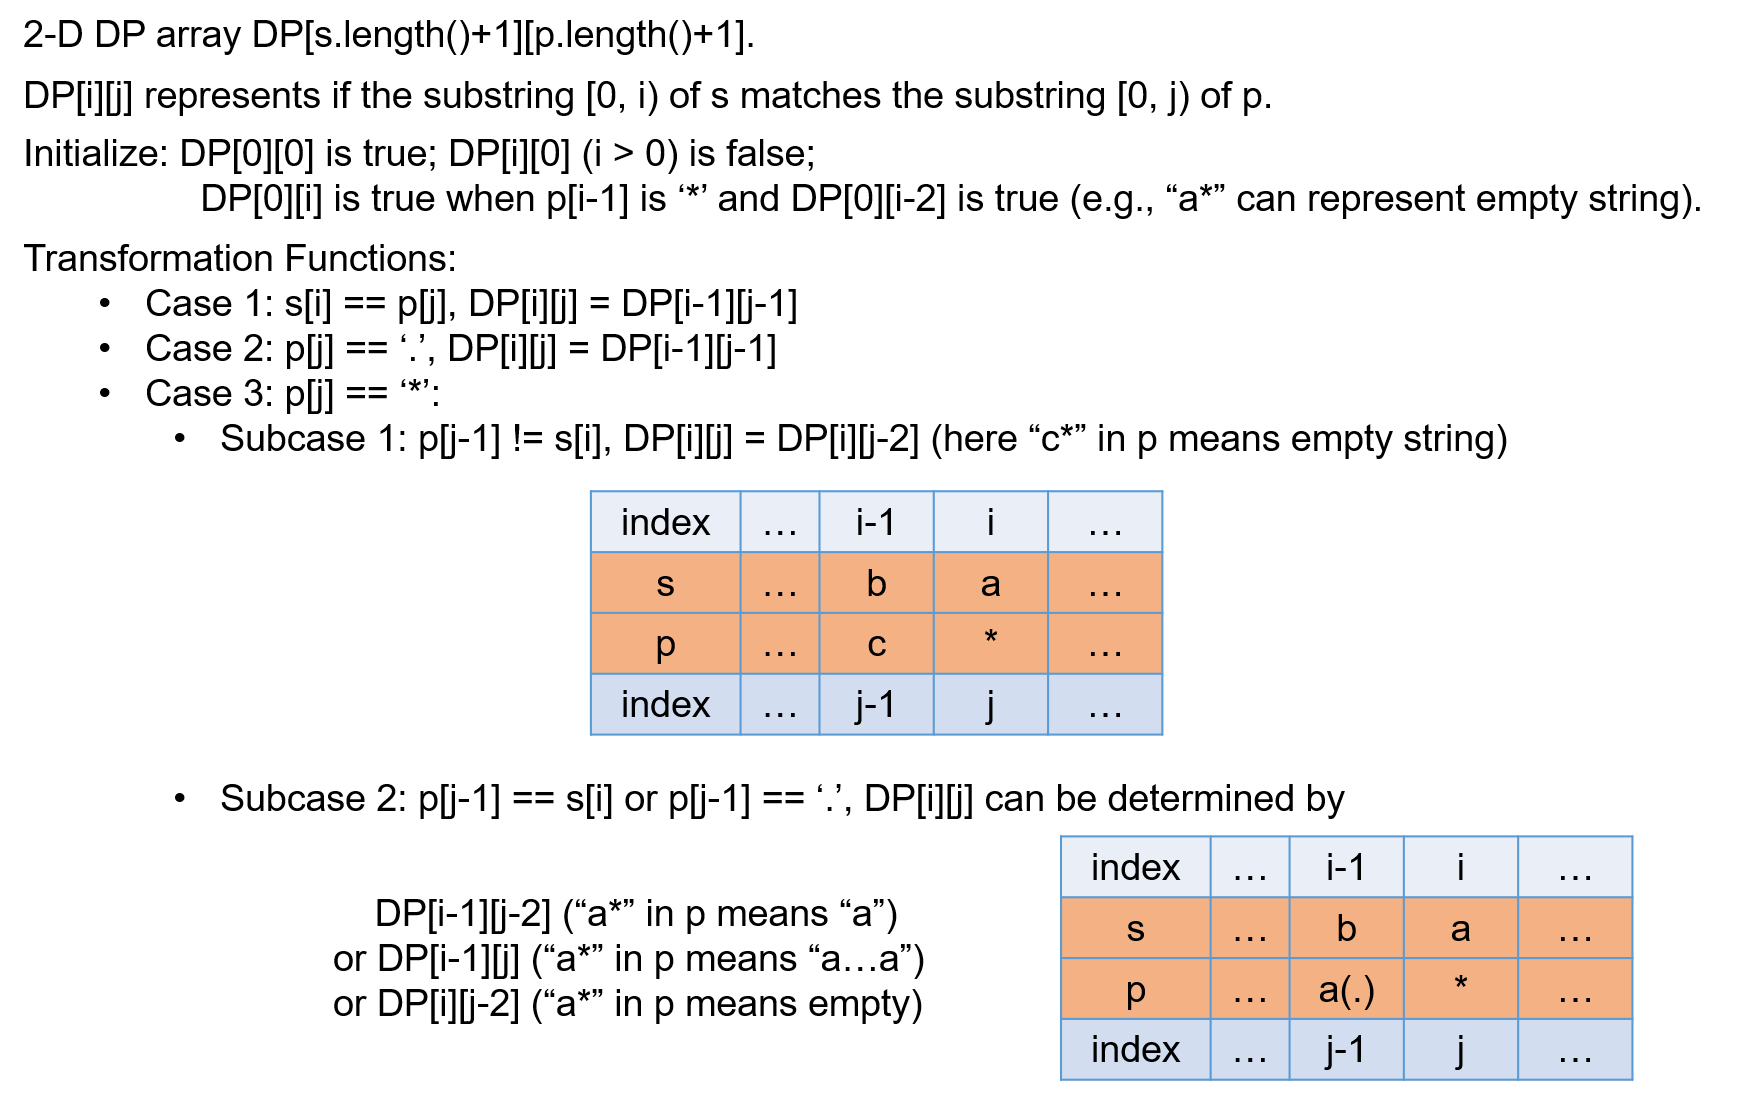 2-D DP array DP[s.length()+1][p.length()+1].
DP[i][j] represents if the substring [0, i) of s matches the substring [0, j) of p.
Initialize: DP[0][0] is true; DP[i][0] (i > 0) is false;
DP[0][i] is true when p[i-1] is ‘*’ and DP[0][i-2] is true (e.g., “a*” can represent empty string).
Transformation Functions:
• Case 1: s[i] == p[j], DP[i][j] = DP[i-1][j-1]
• Case 2: p[j] == ‘.’, DP[i][j] = DP[i-1][j-1]
• Case 3: p[j] == ‘*’:
• Subcase 1: p[j-1] != s[i], DP[i][j] = DP[i][j-2] (here “c*” in p means empty string)
index … i-1 i …
s … b a …
p … c * …
index … j-1 j …
• Subcase 2: p[j-1] == s[i] or p[j-1] == ‘.’, DP[i][j] can be determined by
DP[i-1][j-2] (“a*” in p means “a”)
or DP[i-1][j] (“a*” in p means “a…a”)
or DP[i][j-2] (“a*” in p means empty)
index … i-1 i …
s … b a …
p … a(.) * …
index … j-1 j …